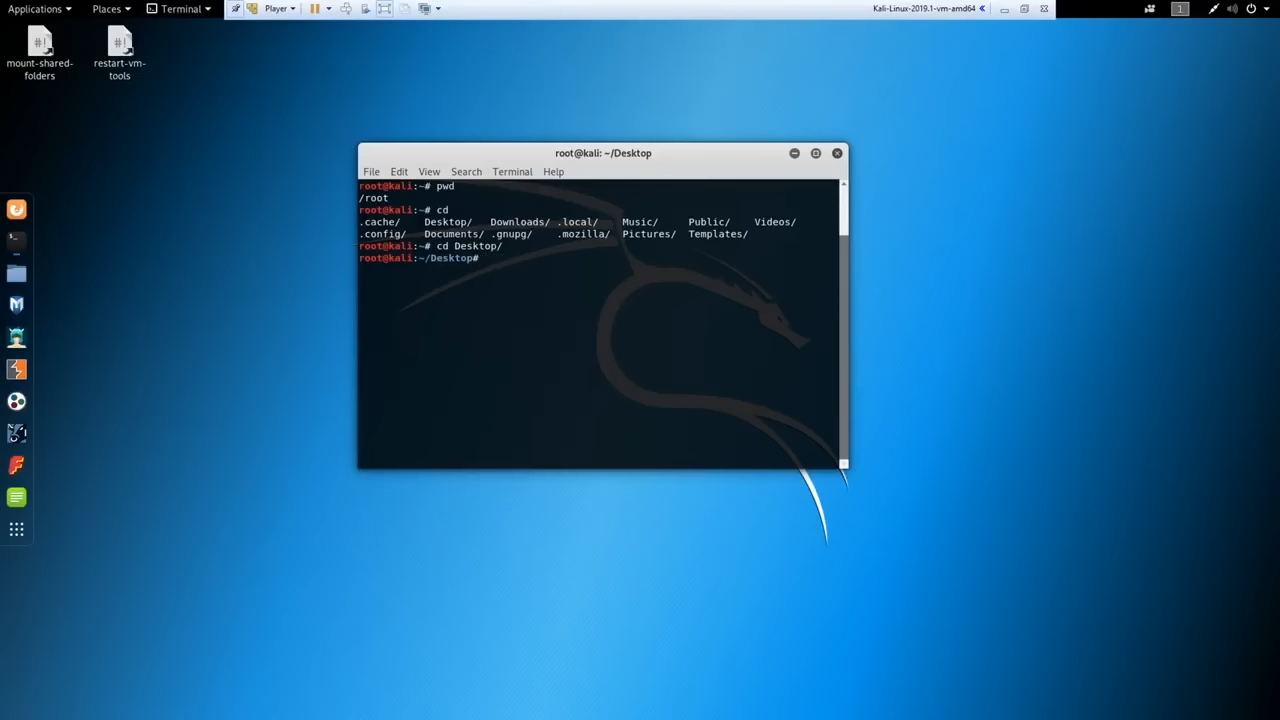 Applications Places Terminal Player Kali-Linux-2019.1-vm-amd64 1
mount-shared-
folders
restart-vm-
tools
root@kali: ~/Desktop
File Edit View Search Terminal Help
root@kali:~# pwd
/root
root@kali:~# cd
.cache/ Desktop/ Downloads/ .local/ Music/ Public/ Videos/
.config/ Documents/ .gnupg/ .mozilla/ Pictures/ Templates/
root@kali:~# cd Desktop/
root@kali:~/Desktop#